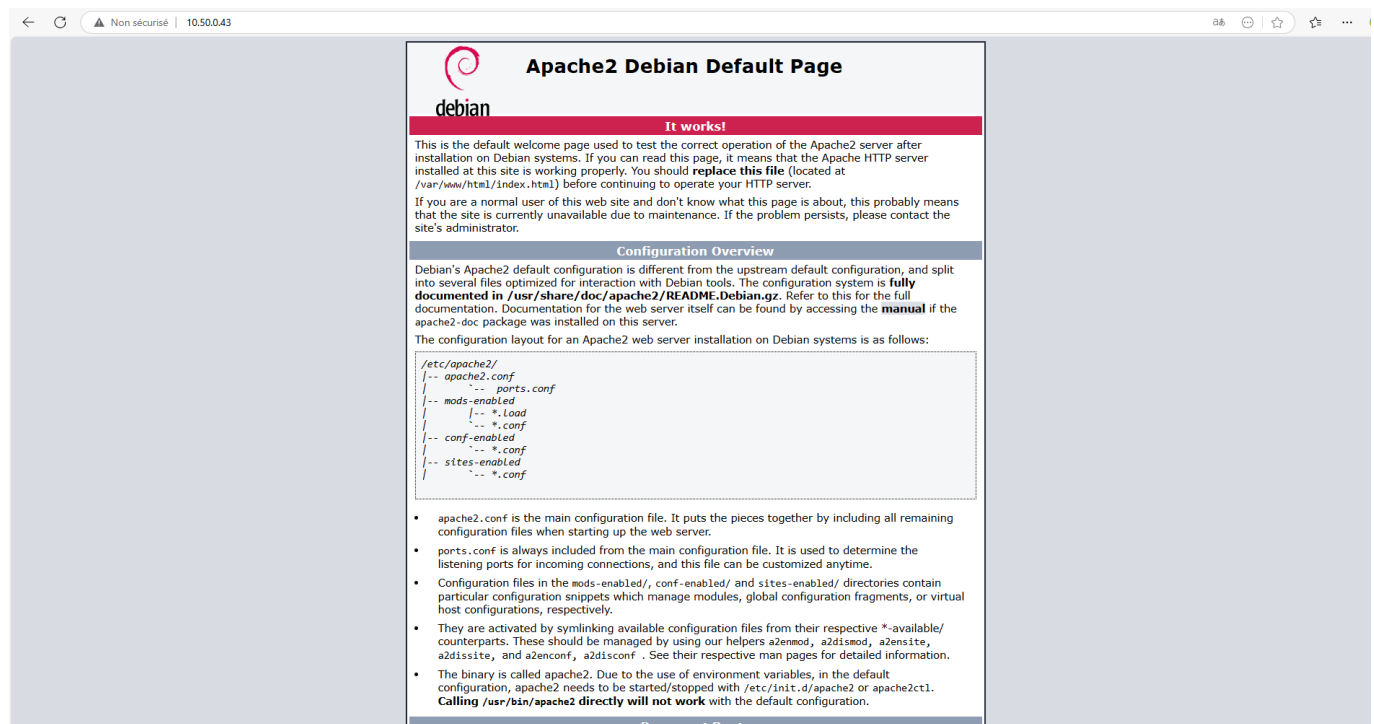 Non sécurisé | 10.50.0.43
debian
Apache2 Debian Default Page
It works!
This is the default welcome page used to test the correct operation of the Apache2 server after
installation on Debian systems. If you can read this page, it means that the Apache HTTP server
installed at this site is working properly. You should replace this file (located at
/var/www/html/index.html) before continuing to operate your HTTP server.
If you are a normal user of this web site and don't know what this page is about, this probably means
that the site is currently unavailable due to maintenance. If the problem persists, please contact the
site's administrator.
Configuration Overview
Debian's Apache2 default configuration is different from the upstream default configuration, and split
into several files optimized for interaction with Debian tools. The configuration system is fully
documented in /usr/share/doc/apache2/README.Debian.gz. Refer to this for the full
documentation. Documentation for the web server itself can be found by accessing the manual if the
apache2-doc package was installed on this server.
The configuration layout for an Apache2 web server installation on Debian systems is as follows:
/etc/apache2/
|-- apache2.conf
|       `--  ports.conf
|-- mods-enabled
|       |-- *.load
|       `-- *.conf
|-- conf-enabled
|       `-- *.conf
|-- sites-enabled
|       `-- *.conf
• apache2.conf is the main configuration file. It puts the pieces together by including all remaining
configuration files when starting up the web server.
• ports.conf is always included from the main configuration file. It is used to determine the
listening ports for incoming connections, and this file can be customized anytime.
• Configuration files in the mods-enabled/, conf-enabled/ and sites-enabled/ directories contain
particular configuration snippets which manage modules, global configuration fragments, or virtual
host configurations, respectively.
• They are activated by symlinking available configuration files from their respective *-available/
counterparts. These should be managed by using our helpers a2enmod, a2dismod, a2ensite,
a2dissite, and a2enconf, a2disconf . See their respective man pages for detailed information.
• The binary is called apache2. Due to the use of environment variables, in the default
configuration, apache2 needs to be started/stopped with /etc/init.d/apache2 or apache2ctl.
Calling /usr/bin/apache2 directly will not work with the default configuration.